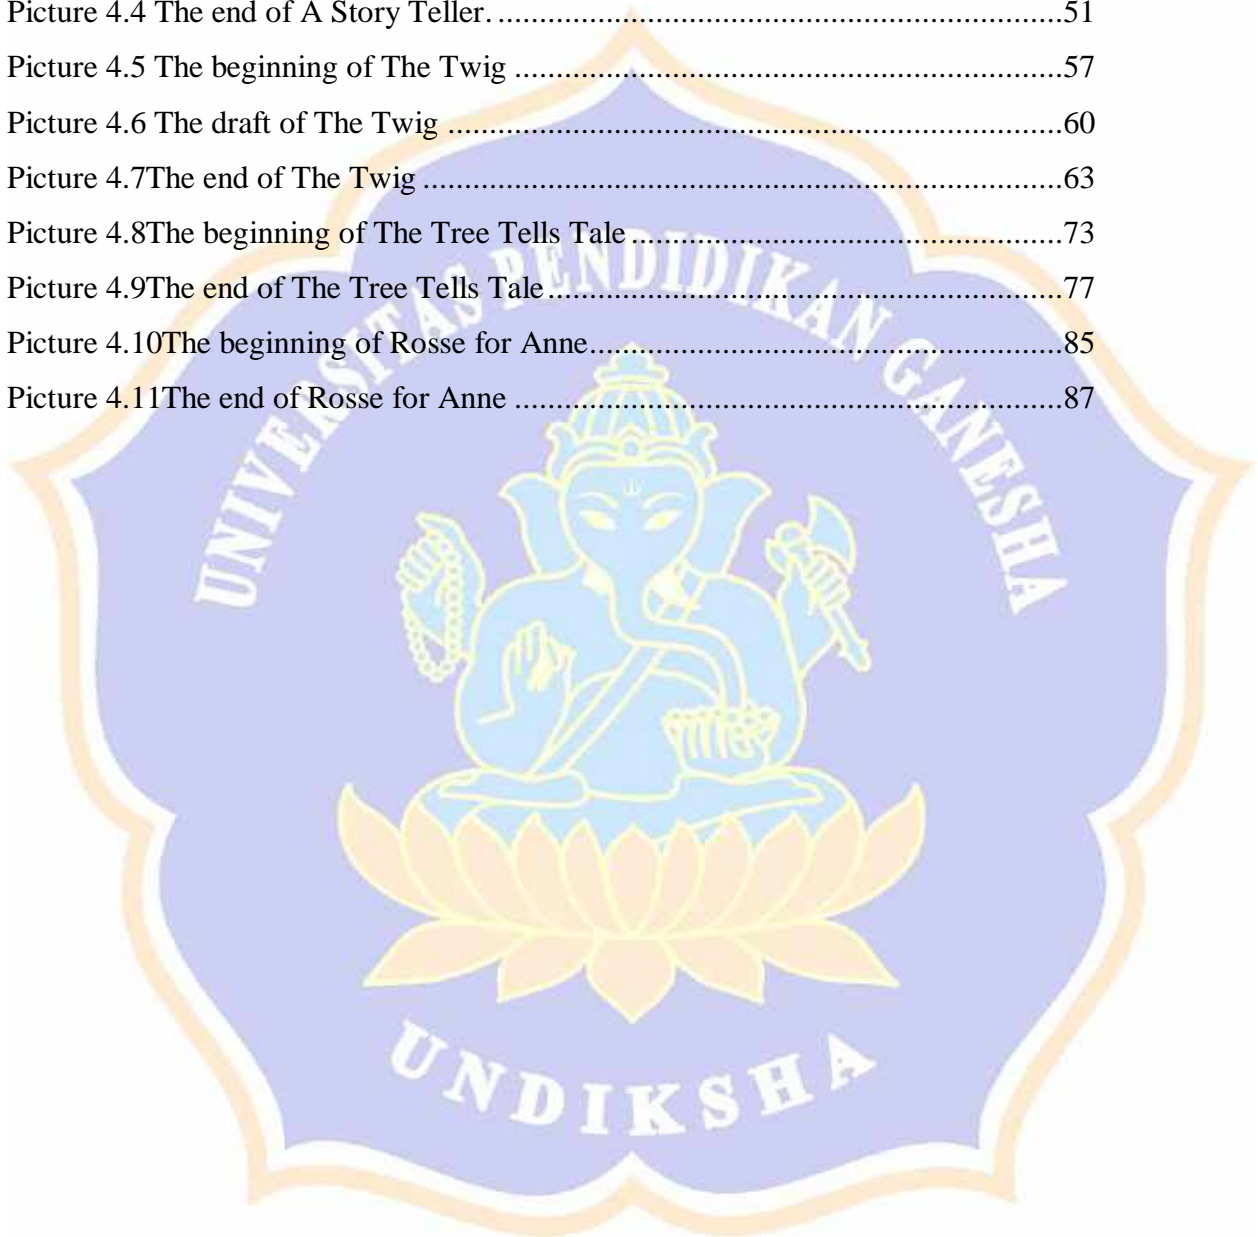 Picture 4.4 The end of A Story Teller. ....................................................................51
Picture 4.5 The beginning of The Twig ..................................................................57
Picture 4.6 The draft of The Twig ..........................................................................60
Picture 4.7The end of The Twig .............................................................................63
Picture 4.8The beginning of The Tree Tells Tale ....................................................73
Picture 4.9The end of The Tree Tells Tale..............................................................77
Picture 4.10The beginning of Rosse for Anne.........................................................85
Picture 4.11The end of Rosse for Anne ..................................................................87
UNIVERSITAS PENDIDIKAN GANESHA
UNDIKSHA